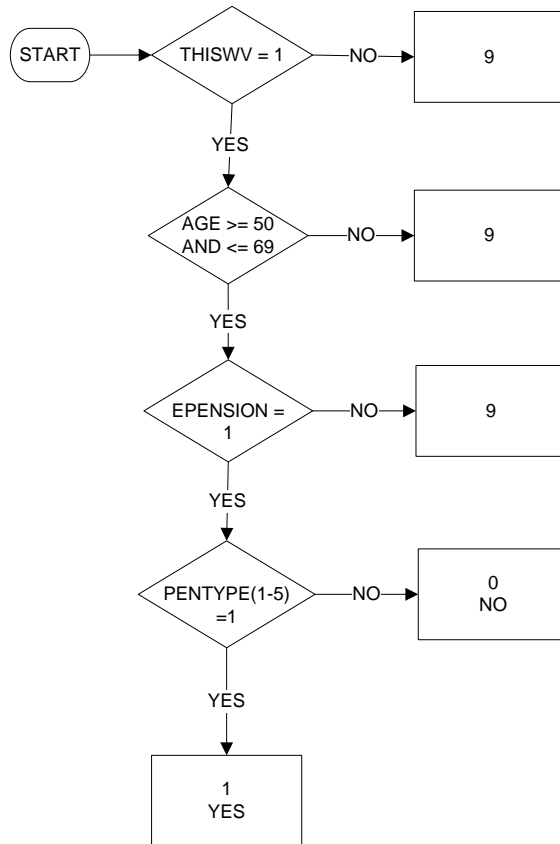 START
THISWV = 1
NO
9
YES
AGE >= 50
AND <= 69
NO
9
YES
EPENSION =
1
NO
9
YES
PENTYPE(1-5)
=1
NO
0
NO
YES
1
YES